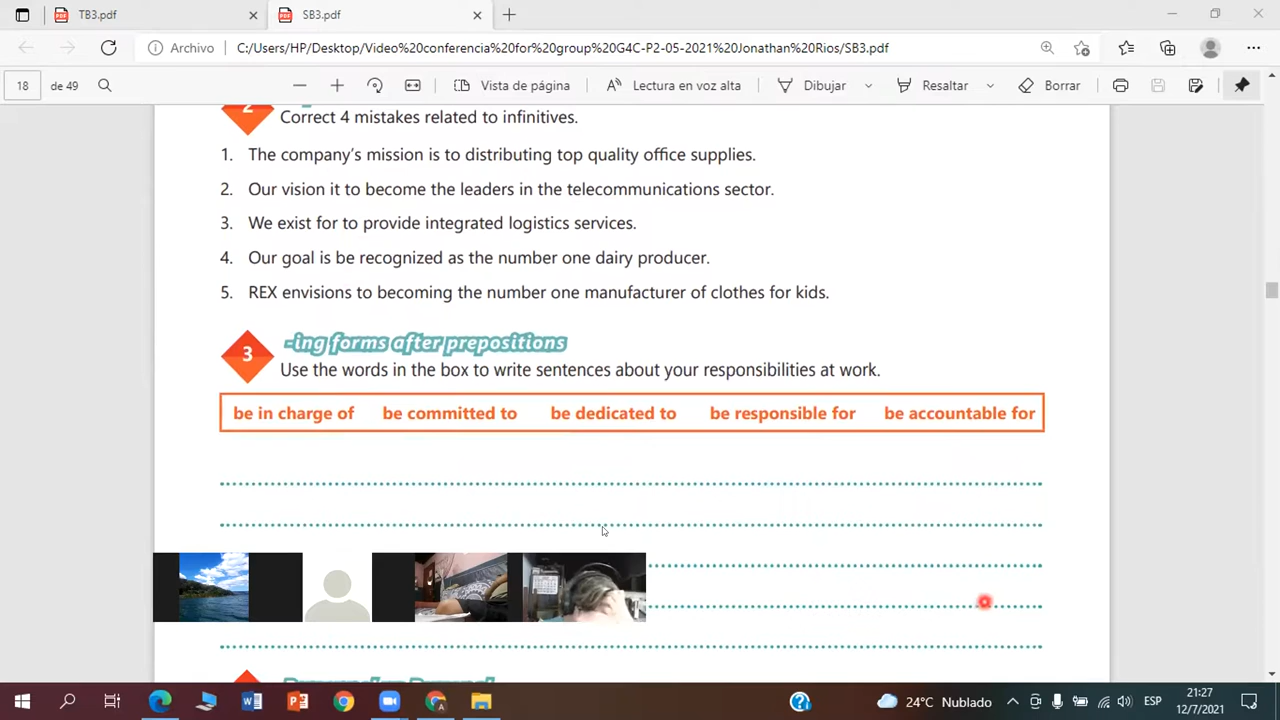 TB3.pdf
SB3.pdf
Archivo
C:/Users/HP/Desktop/Video%20conferencia%20for%20group%20G4C-P2-05-2021%20Jonathan%20Rios/SB3.pdf
18 de 49
Vista de página
Lectura en voz alta
Dibujar
Resaltar
Borrar
2
Correct 4 mistakes related to infinitives.
1. The company's mission is to distributing top quality office supplies.
2. Our vision it to become the leaders in the telecommunications sector.
3. We exist for to provide integrated logistics services.
4. Our goal is be recognized as the number one dairy producer.
5. REX envisions to becoming the number one manufacturer of clothes for kids.
3
-ing forms after prepositions
Use the words in the box to write sentences about your responsibilities at work.
be in charge of be committed to be dedicated to be responsible for be accountable for
24°C Nublado
ESP
21:27
12/7/2021